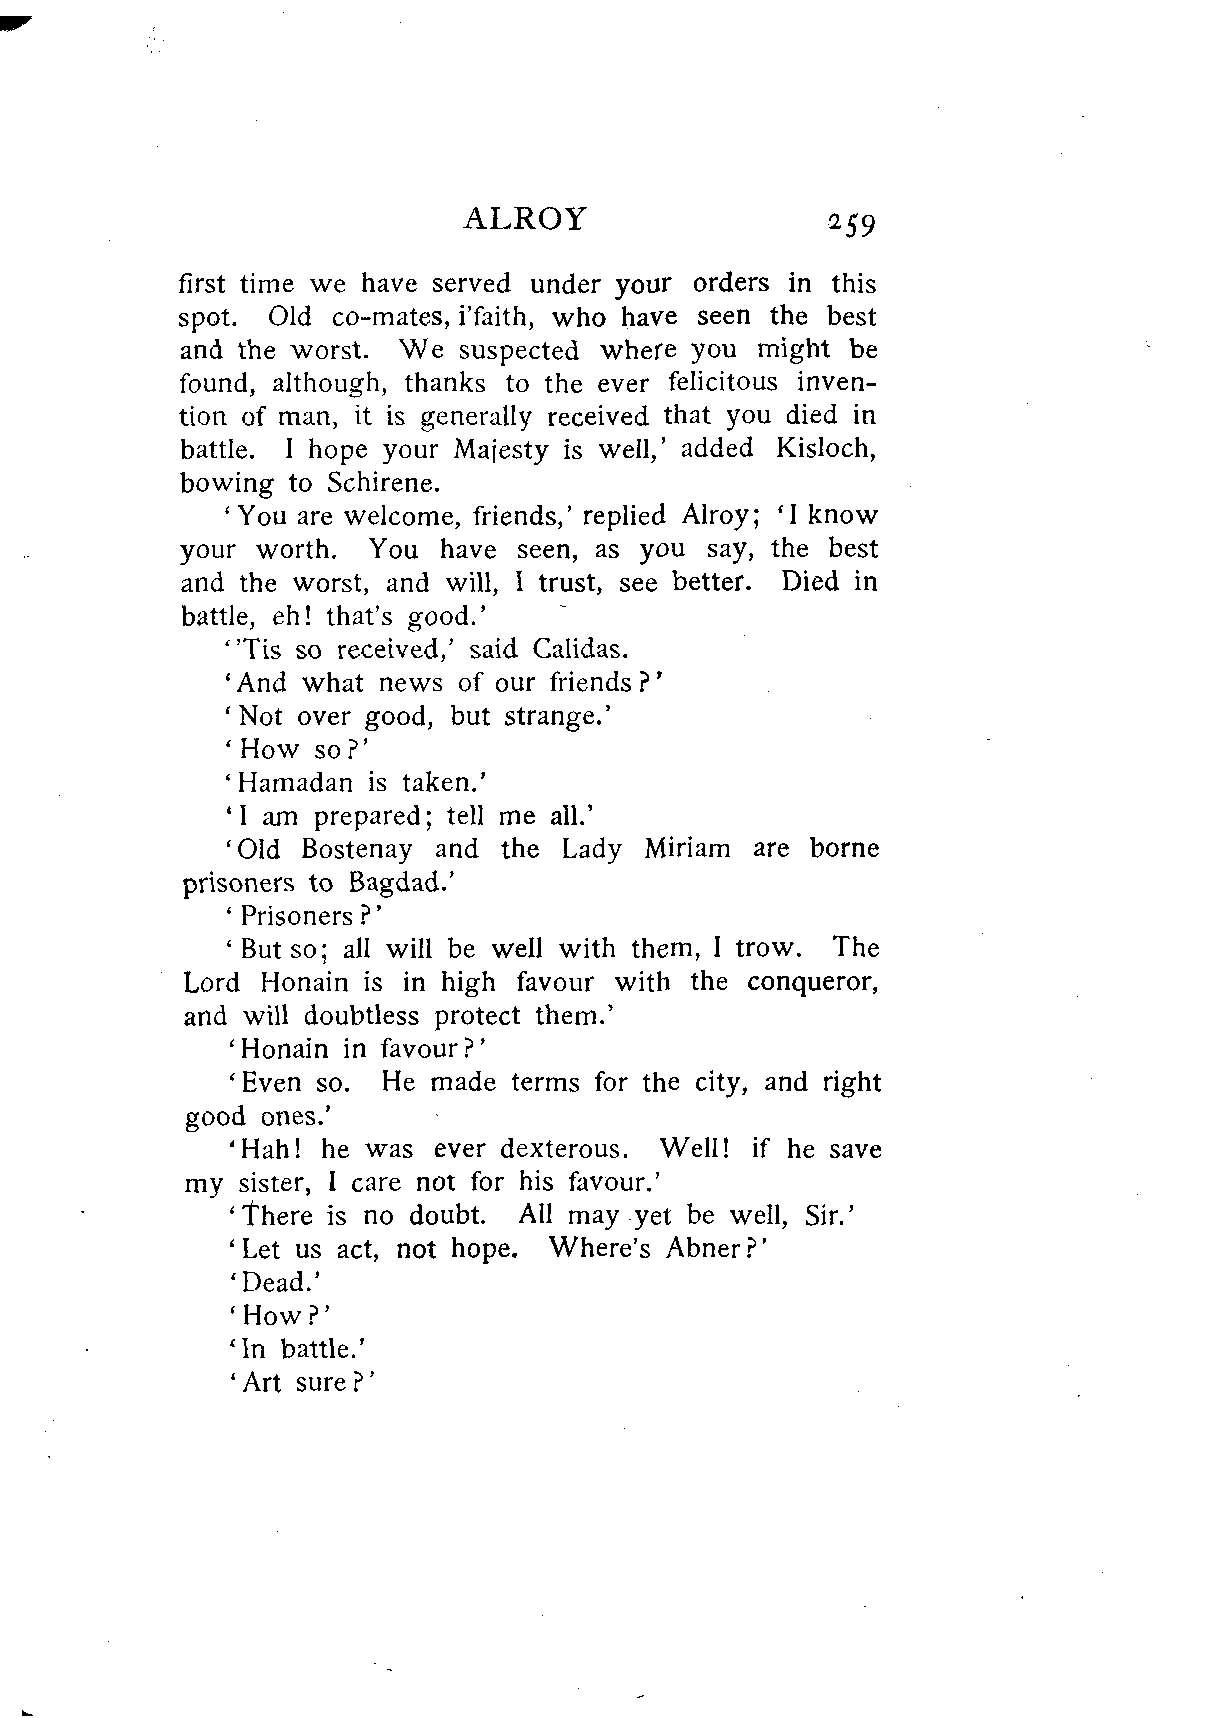 ALROY 259
first time we have served under your orders in this
spot. Old co-mates, i'faith, who have seen the best
and the worst. We suspected where you might be
found, although, thanks to the ever felicitous inven-
tion of man, it is generally received that you died in
battle. I hope your Majesty is well,' added Kisloch,
bowing to Schirene.
'You are welcome, friends,' replied Alroy; 'I know
your worth. You have seen, as you say, the best
and the worst, and will, I trust, see better. Died in
battle, eh! that's good.'
''Tis so received,' said Calidas.
'And what news of our friends?'
'Not over good, but strange.'
'How so?'
'Hamadan is taken.'
'I am prepared; tell me all.'
'Old Bostenay and the Lady Miriam are borne
prisoners to Bagdad.'
'Prisoners?'
'But so; all will be well with them, I trow. The
Lord Honain is in high favour with the conqueror,
and will doubtless protect them.'
'Honain in favour?'
'Even so. He made terms for the city, and right
good ones.'
'Hah! he was ever dexterous. Well! if he save
my sister, I care not for his favour.'
'There is no doubt. All may yet be well, Sir.'
'Let us act, not hope. Where's Abner?'
'Dead.'
'How?'
'In battle.'
'Art sure?'